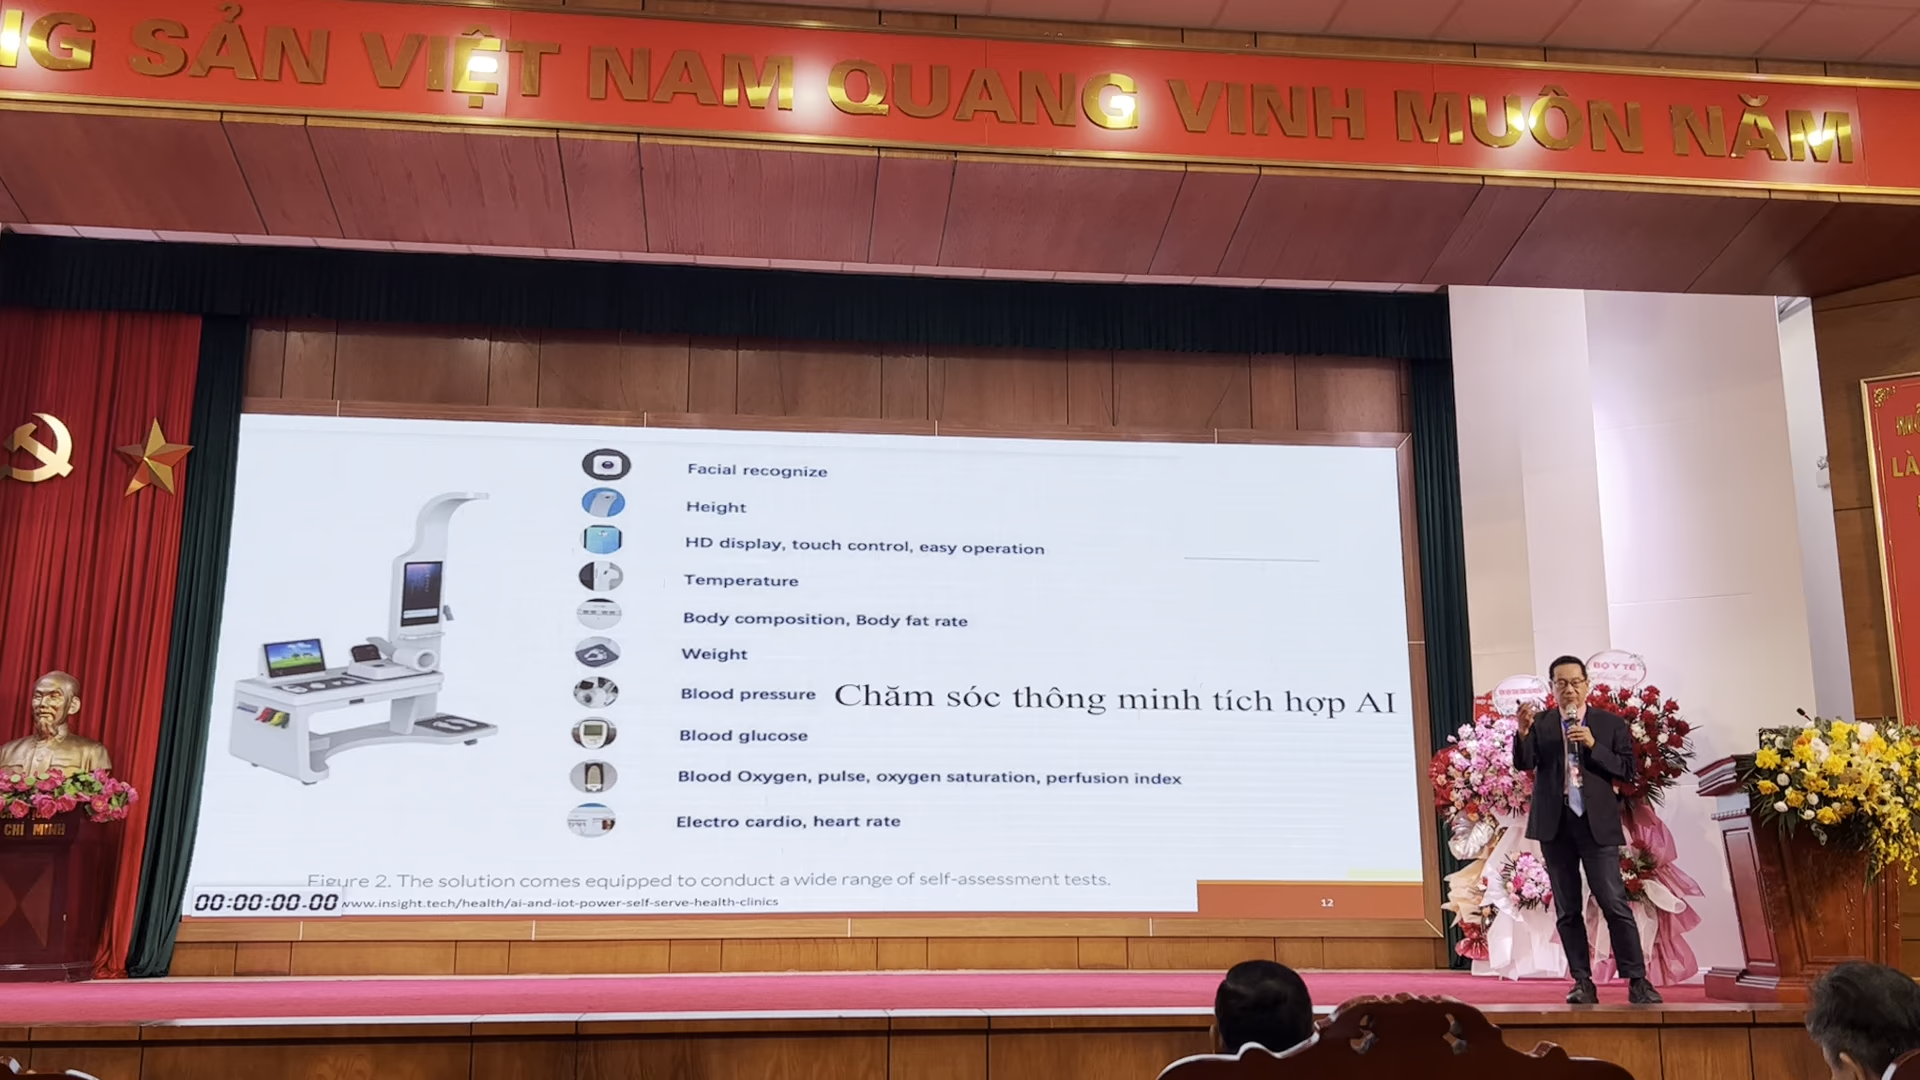 NG SẢN VIỆT NAM QUANG VINH MUÔN NĂM
Facial recognize
Height
HD display, touch control, easy operation
Temperature
Body composition, Body fat rate
Weight
Blood pressure
Chăm sóc thông minh tích hợp AI
Blood glucose
Blood Oxygen, pulse, oxygen saturation, perfusion index
Electro cardio, heart rate
Figure 2. The solution comes equipped to conduct a wide range of self-assessment tests.
00:00:00.00
www.insight.tech/health/ai-and-iot-power-self-serve-health-clinics
12
BỘ Y TẾ
CHÍ MINH
LÀ